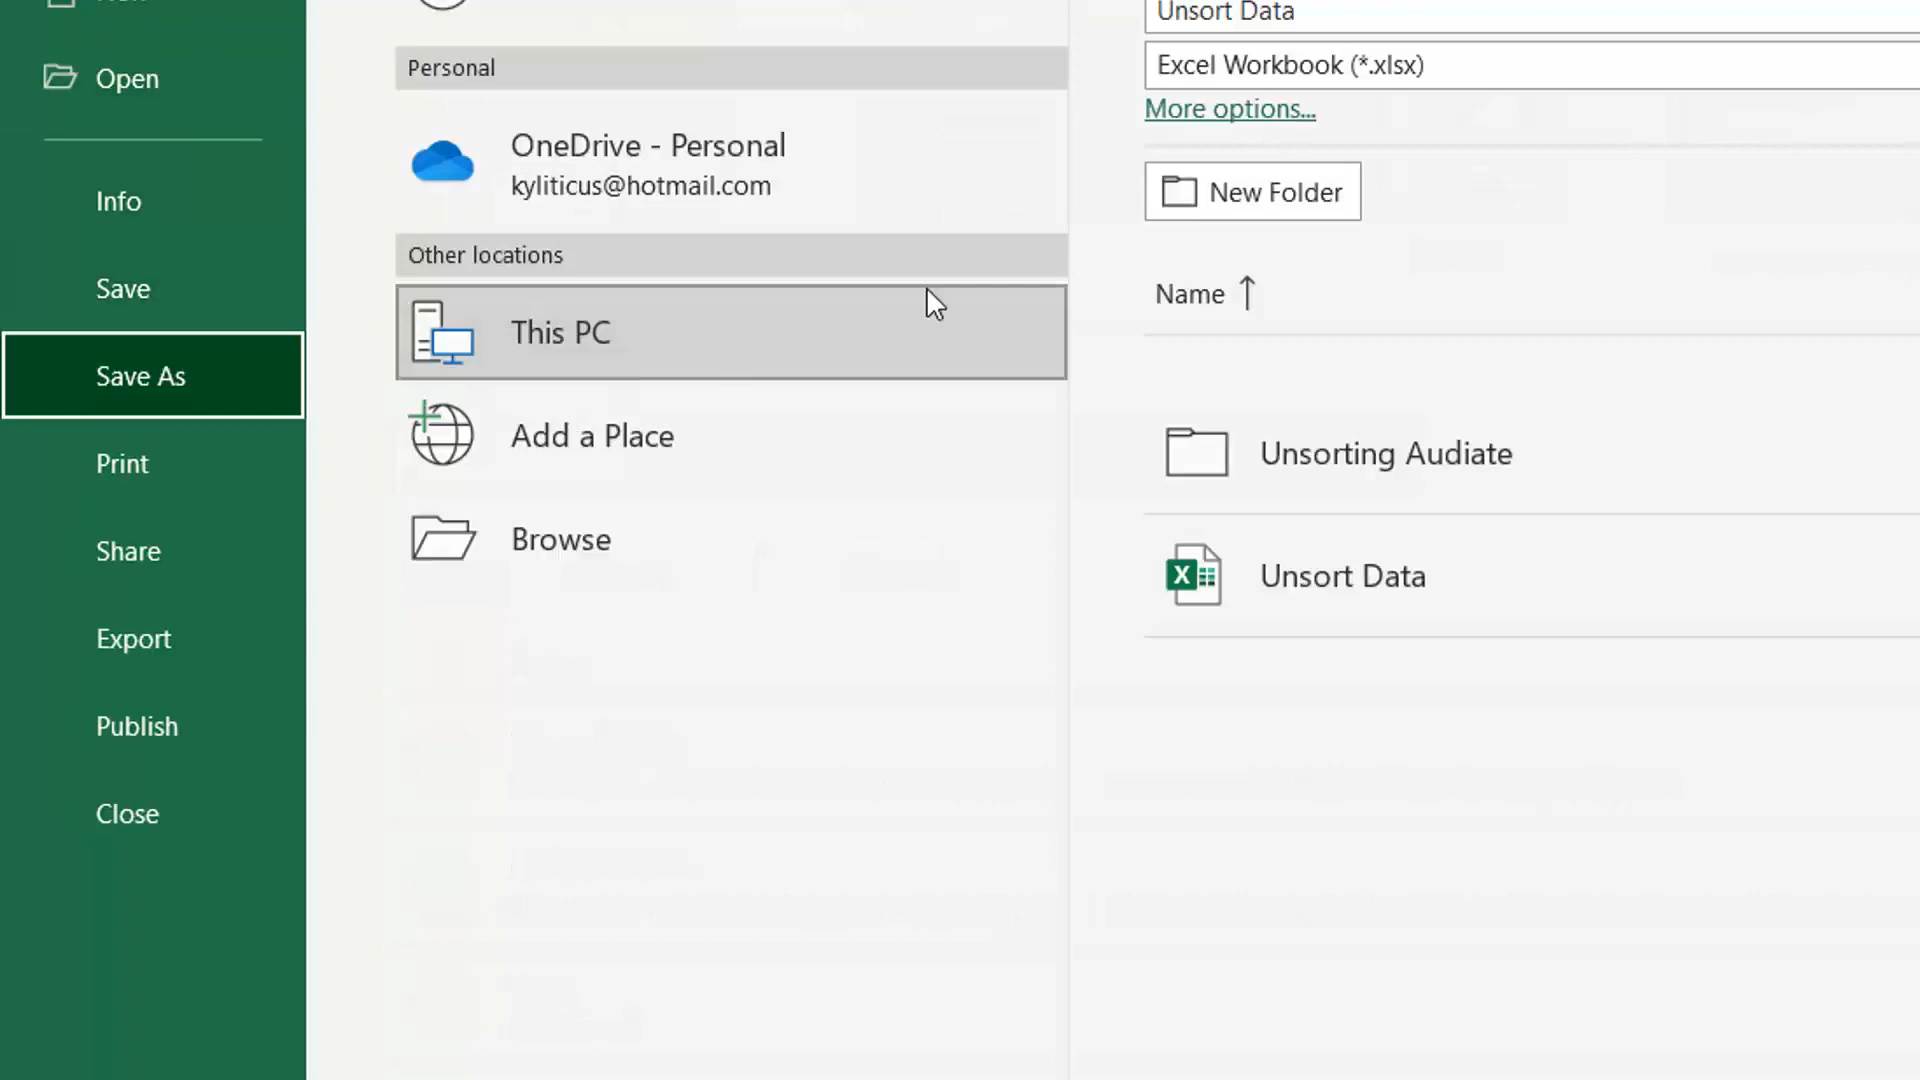 Open
Info
Save
Save As
Print
Share
Export
Publish
Close
Personal
OneDrive - Personal
kyliticus@hotmail.com
Other locations
This PC
Add a Place
Browse
Unsort Data
Excel Workbook (*.xlsx)
More options...
New Folder
Name ↑
Unsorting Audiate
Unsort Data